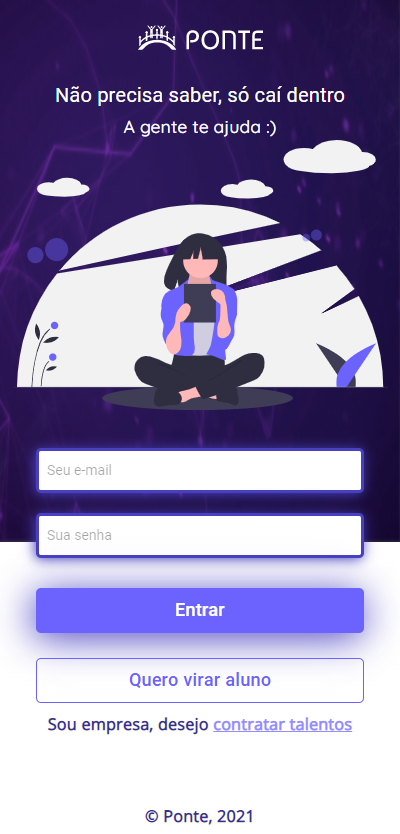 PONTE
Não precisa saber, só caí dentro
A gente te ajuda :)
Seu e-mail
Sua senha
Entrar
Quero virar aluno
Sou empresa, desejo contratar talentos
© Ponte, 2021